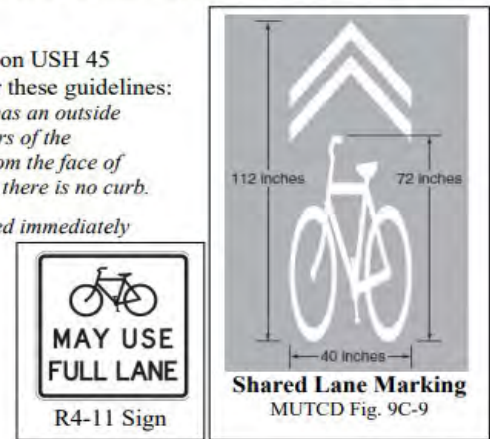 on USH 45
these guidelines:
as an outside
rs of the
om the face of
there is no curb.
ed immediately
MAY USE
FULL LANE
R4-11 Sign
112 inches
72 inches
40 inches
Shared Lane Marking
MUTCD Fig. 9C-9